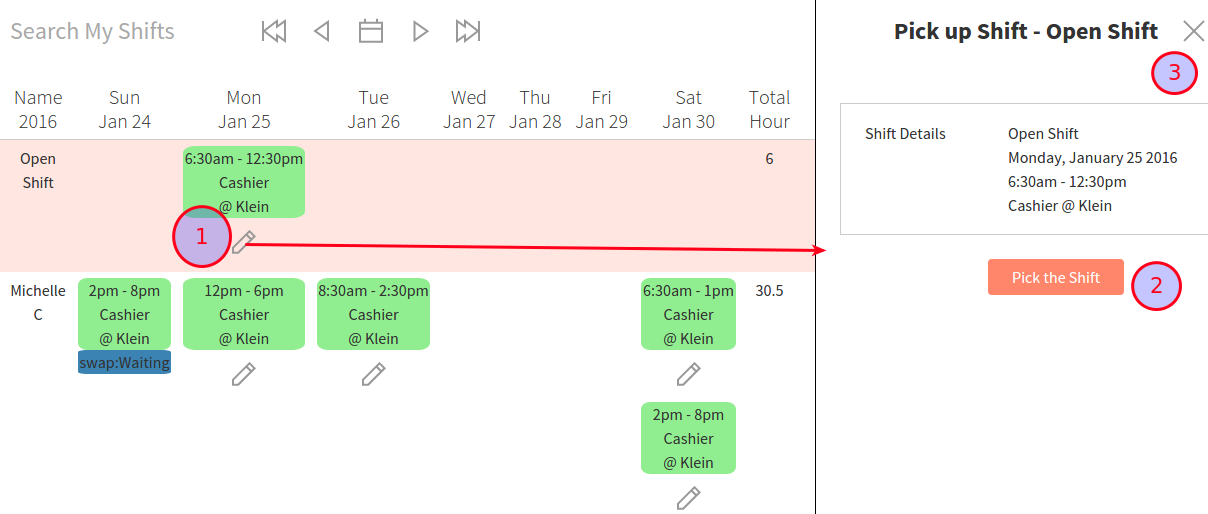 Search My Shifts
Name Sun Mon Tue Wed Thu Fri Sat Total
2016 Jan 24 Jan 25 Jan 26 Jan 27 Jan 28 Jan 29 Jan 30 Hour
Open 6:30am - 12:30pm 6
Shift Cashier
@ Klein
1
Michelle 2pm - 8pm 12pm - 6pm 8:30am - 2:30pm 6:30am - 1pm 30.5
C Cashier Cashier Cashier Cashier
@ Klein @ Klein @ Klein @ Klein
swap:Waiting
2pm - 8pm
Cashier
@ Klein
Pick up Shift - Open Shift
3
Shift Details Open Shift
Monday, January 25 2016
6:30am - 12:30pm
Cashier @ Klein
Pick the Shift 2